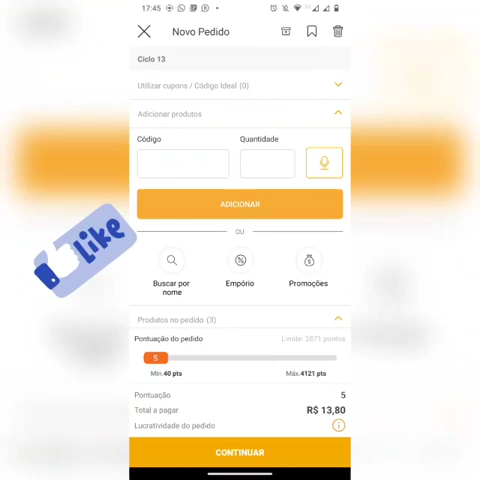 17:45
Novo Pedido
Ciclo 13
Utilizar cupona / Código Ideal (0)
Adicionar produtos
Código
Quantidade
ADICIONAR
OU
Buscar por nome
Empório
Promoções
Produtos no pedido (3)
Pontuação do pedido
Limite: 2671 pontos
5
Mín.40 pts
Máx.4121 pts
Pontuação
5
Total a pagar
R$ 13,80
Lucratividade do pedido
CONTINUAR
Like